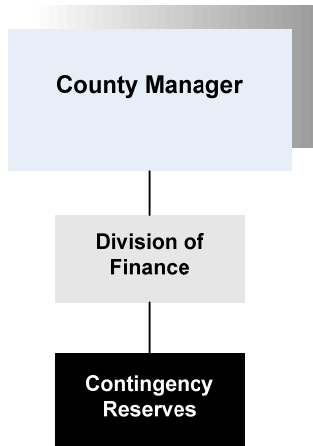 County Manager
Division of
Finance
Contingency
Reserves